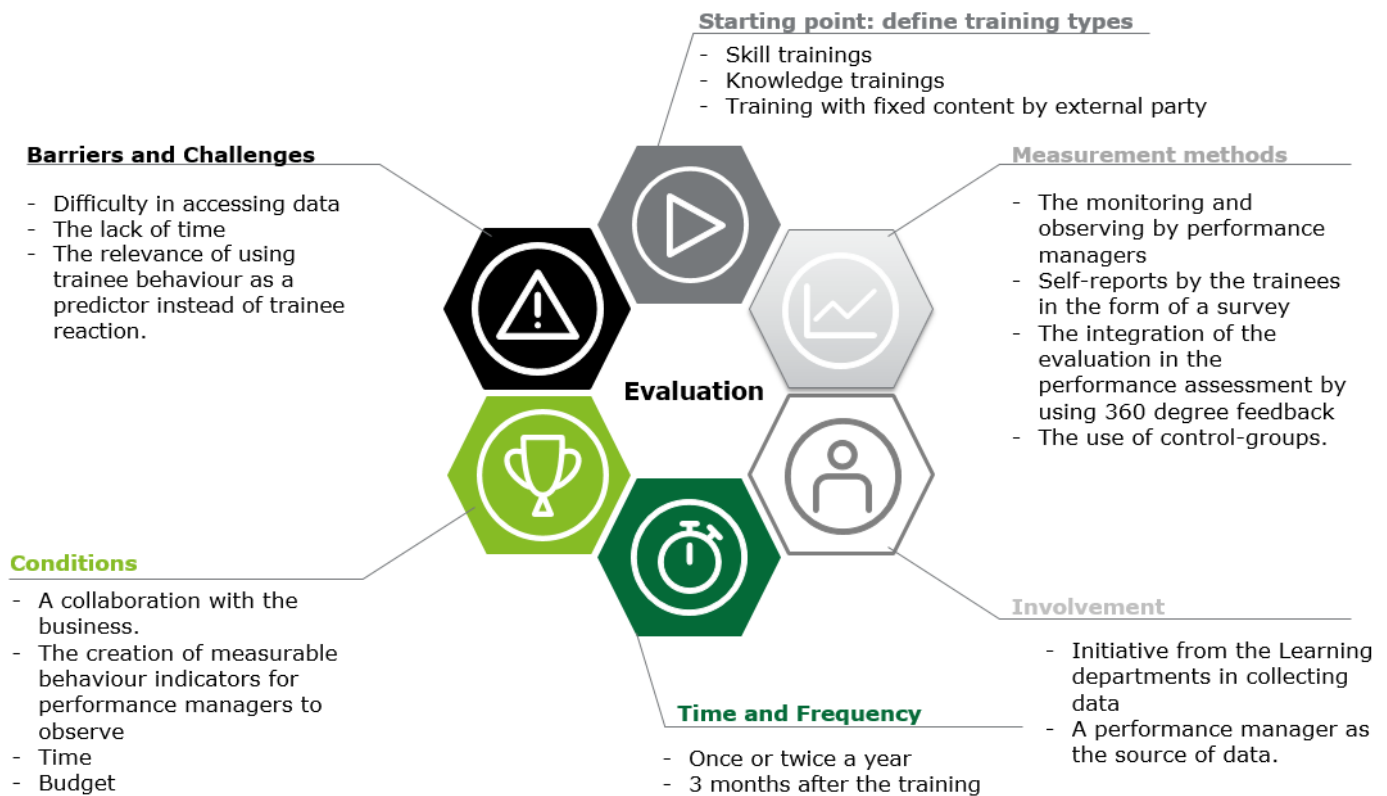 Starting point: define training types
- Skill trainings
- Knowledge trainings
- Training with fixed content by external party
Barriers and Challenges
- Difficulty in accessing data
- The lack of time
- The relevance of using
trainee behaviour as a
predictor instead of trainee
reaction.
Measurement methods
- The monitoring and
observing by performance
managers
- Self-reports by the trainees
in the form of a survey
- The integration of the
evaluation in the
performance assessment by
using 360 degree feedback
- The use of control-groups.
Evaluation
Conditions
- A collaboration with the
business.
- The creation of measurable
behaviour indicators for
performance managers to
observe
- Time
- Budget
Time and Frequency
- Once or twice a year
- 3 months after the training
Involvement
- Initiative from the Learning
departments in collecting
data
- A performance manager as
the source of data.